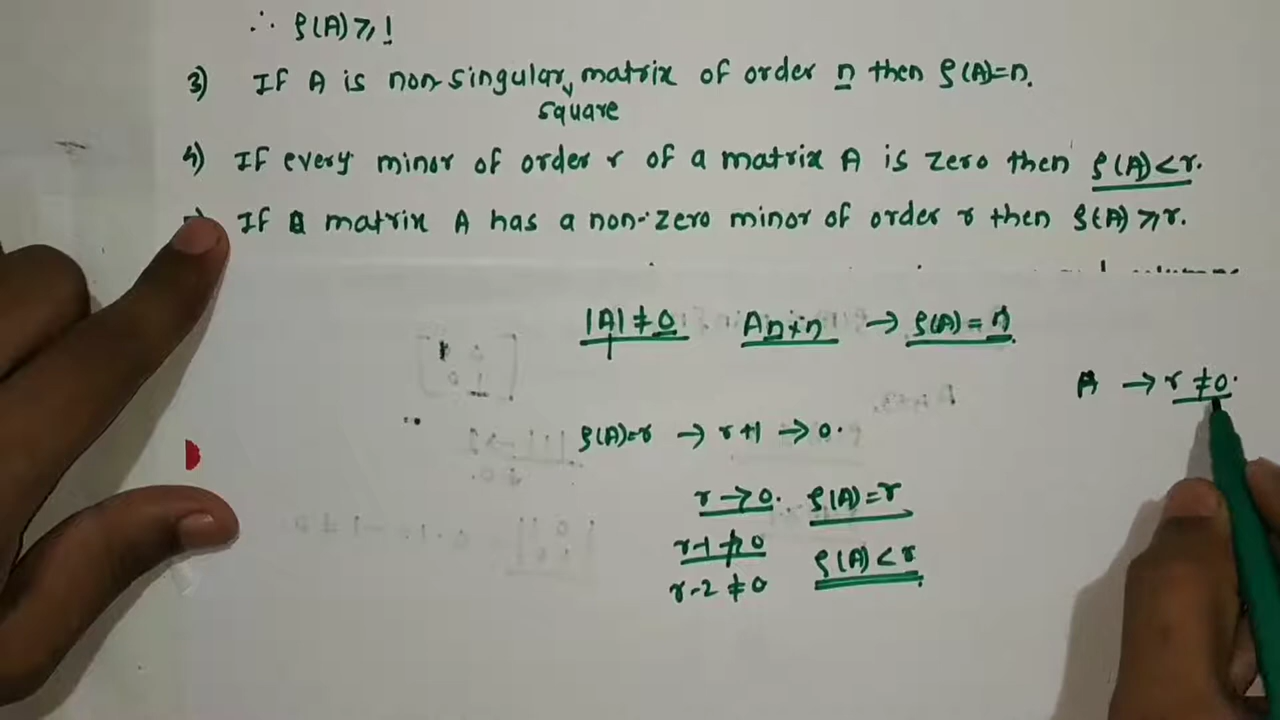 ∴ ρ(A) ≥ 1
3) If A is non-singular matrix of order n then ρ(A)=n.
square
4) If every minor of order r of a matrix A is zero then ρ(A)<r.
If a matrix A has a non-zero minor of order r then ρ(A) ≥ r.
|A| ≠ 0 Aₙₓₙ → ρ(A) = n
A → r ≠ 0.
ρ(A)=r → r+1 → 0.
r → 0. ρ(A)=r
r-1 ≠ 0 ρ(A)<r
r-2 ≠ 0